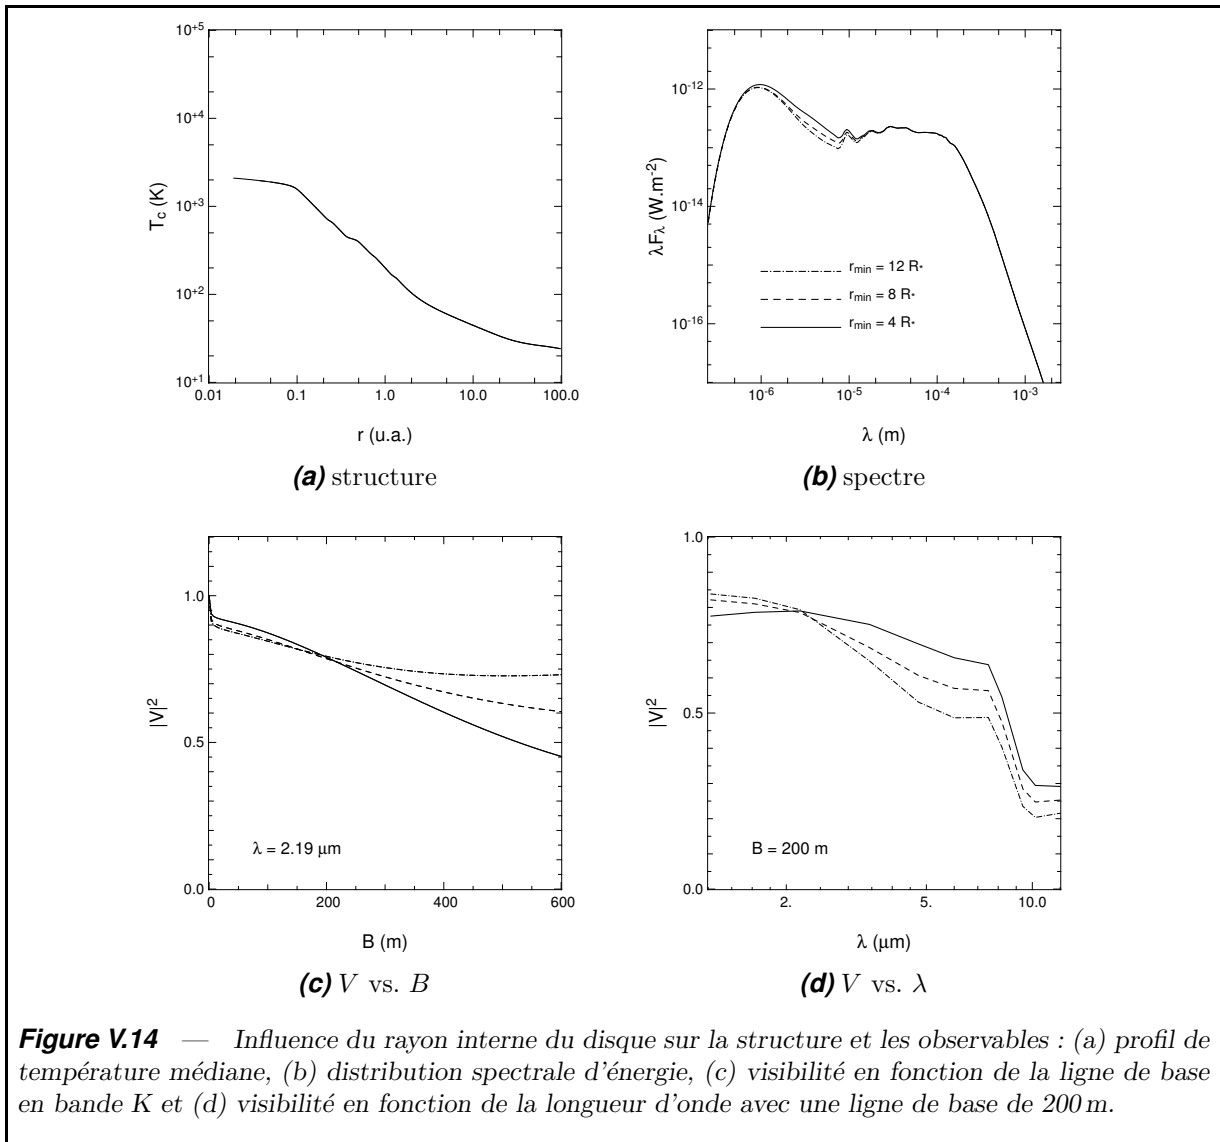 10+5
10+4
10+3
10+2
10+1
Tc (K)
0.01 0.1 1.0 10.0 100.0
r (u.a.)
(a) structure
10-12
10-14
10-16
λFλ (W.m-2)
rmin = 12 R*
rmin = 8 R*
rmin = 4 R*
10-6 10-5 10-4 10-3
λ (m)
(b) spectre
1.0
0.5
0.0
|V|2
λ = 2.19 μm
0 200 400 600
B (m)
(c) V vs. B
1.0
0.5
0.0
|V|2
B = 200 m
2. 5. 10.0
λ (μm)
(d) V vs. λ
Figure V.14 — Influence du rayon interne du disque sur la structure et les observables : (a) profil de
température médiane, (b) distribution spectrale d'énergie, (c) visibilité en fonction de la ligne de base
en bande K et (d) visibilité en fonction de la longueur d'onde avec une ligne de base de 200 m.